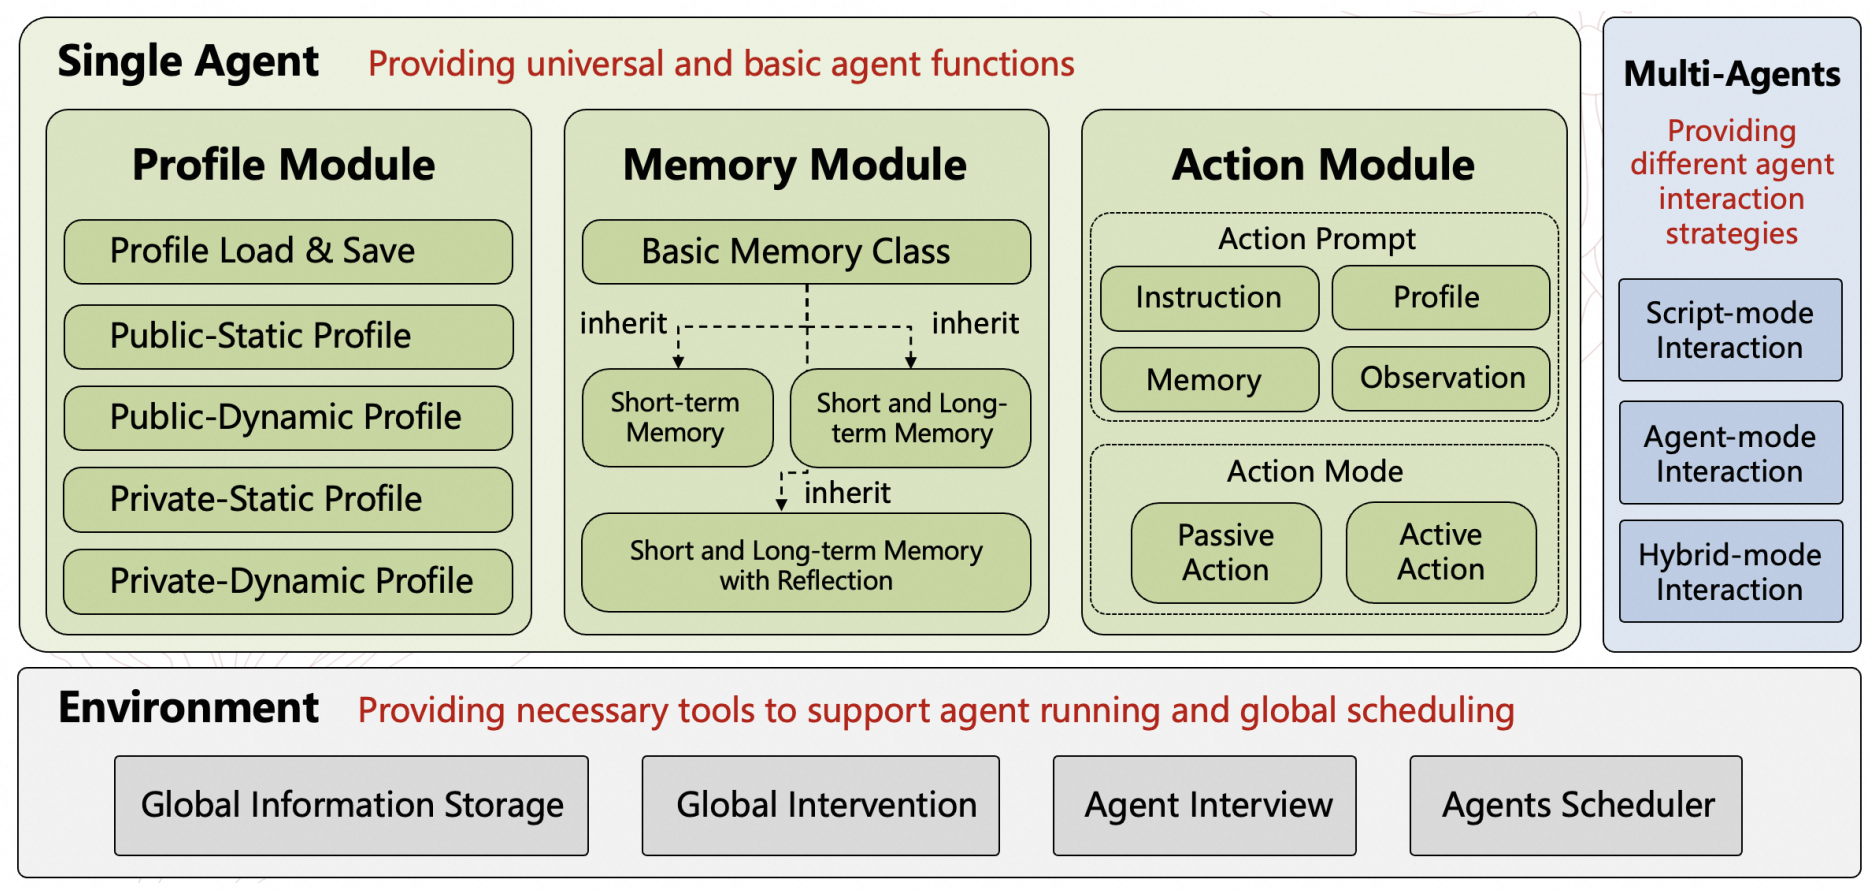 Single Agent
Providing universal and basic agent functions
Profile Module
Profile Load & Save
Public-Static Profile
Public-Dynamic Profile
Private-Static Profile
Private-Dynamic Profile
Memory Module
Basic Memory Class
inherit
inherit
Short-term
Memory
Short and Long-
term Memory
inherit
Short and Long-term Memory
with Reflection
Action Module
Action Prompt
Instruction
Profile
Memory
Observation
Action Mode
Passive
Action
Active
Action
Multi-Agents
Providing
different agent
interaction
strategies
Script-mode
Interaction
Agent-mode
Interaction
Hybrid-mode
Interaction
Environment
Providing necessary tools to support agent running and global scheduling
Global Information Storage
Global Intervention
Agent Interview
Agents Scheduler